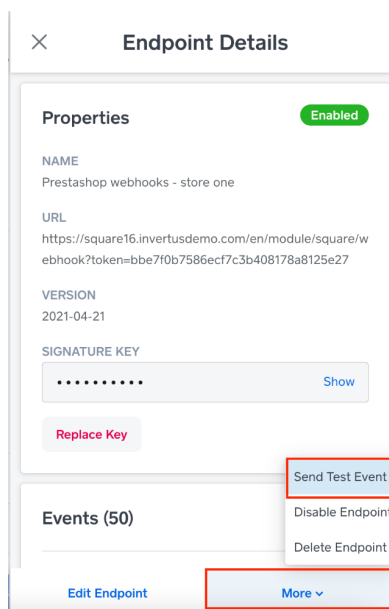 Endpoint Details
Properties
Enabled
NAME
Prestashop webhooks - store one
URL
https://square16.invertusdemo.com/en/module/square/w
ebhook?token=bbe7f0b7586ecf7c3b408178a8125e27
VERSION
2021-04-21
SIGNATURE KEY
••••••••••
Show
Replace Key
Send Test Event
Disable Endpoint
Delete Endpoint
Events (50)
Edit Endpoint
More